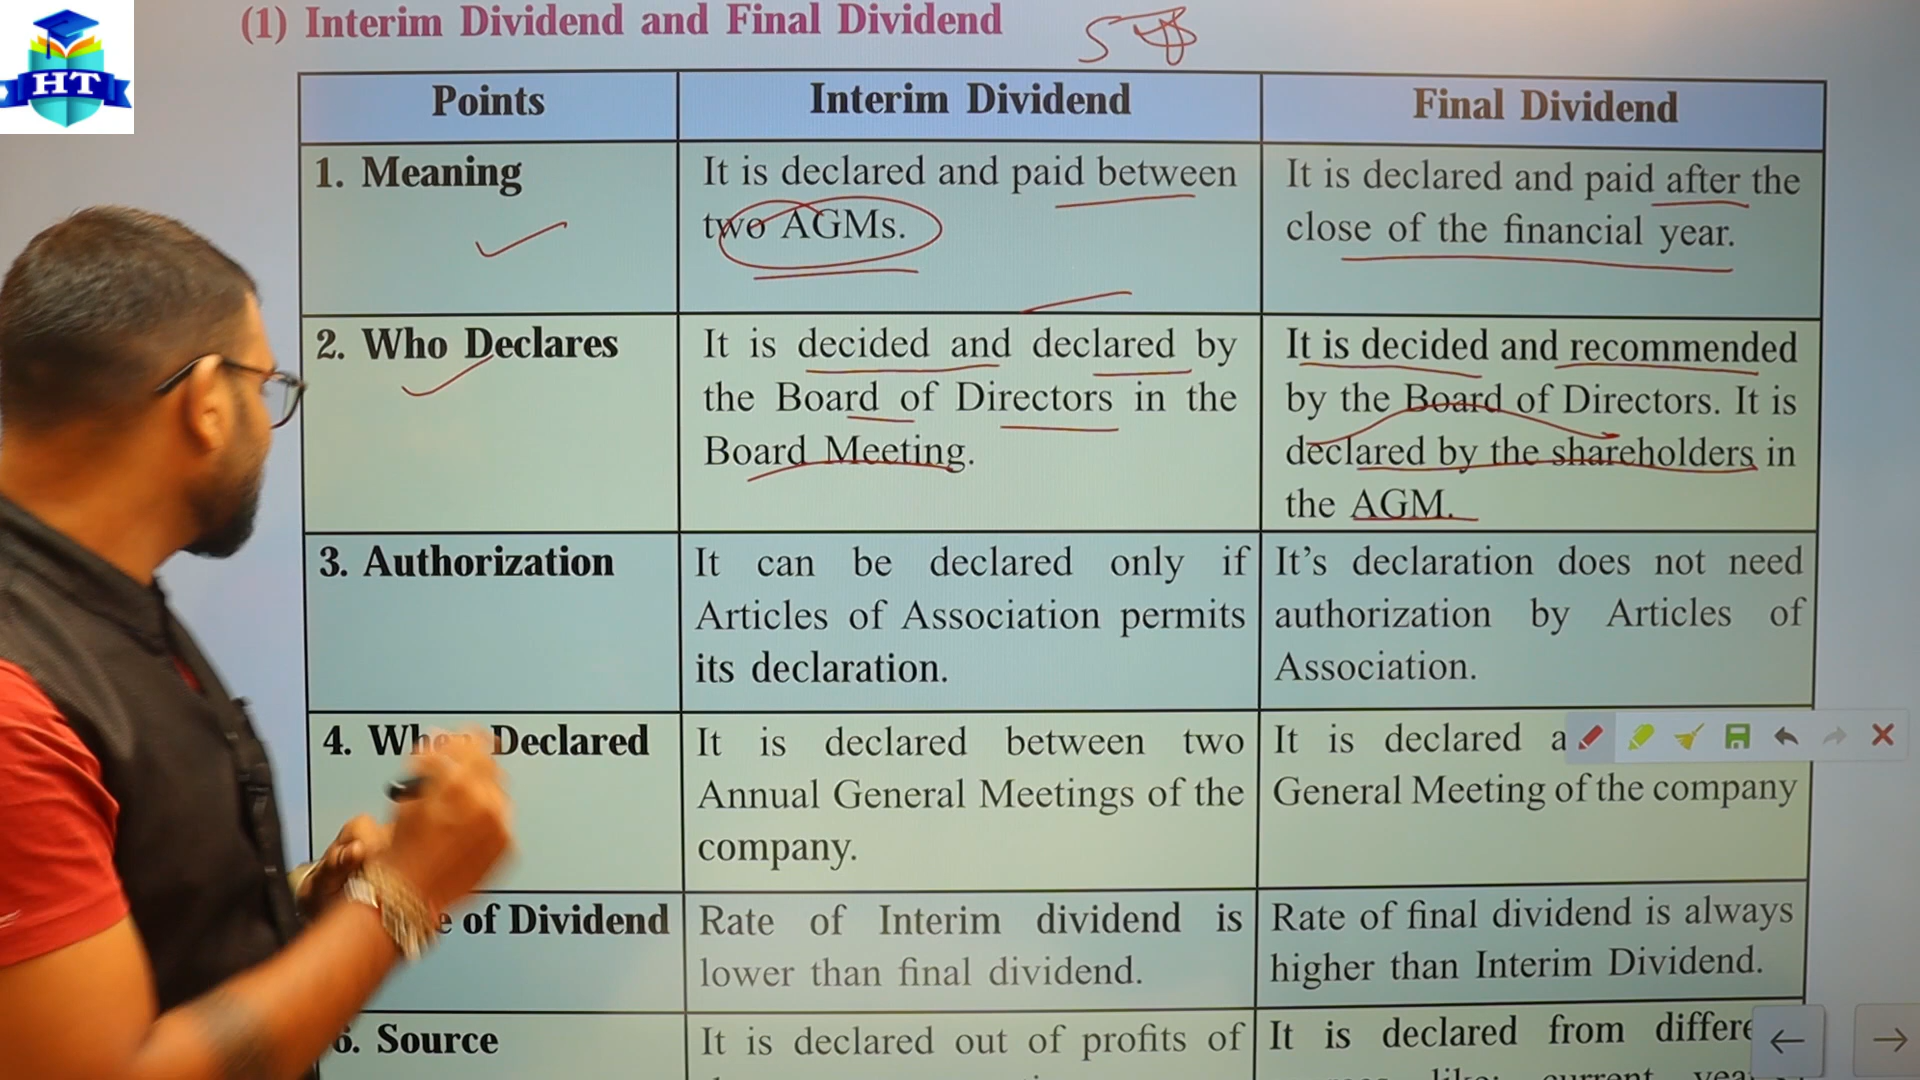 HT
(1) Interim Dividend and Final Dividend
Points
Interim Dividend
Final Dividend
1. Meaning
It is declared and paid between
two AGMs.
It is declared and paid after the
close of the financial year.
2. Who Declares
It is decided and declared by
the Board of Directors in the
Board Meeting.
It is decided and recommended
by the Board of Directors. It is
declared by the shareholders in
the AGM.
3. Authorization
It can be declared only if
Articles of Association permits
its declaration.
It's declaration does not need
authorization by Articles of
Association.
4. When Declared
It is declared between two
Annual General Meetings of the
company.
It is declared a
General Meeting of the company
of Dividend
Rate of Interim dividend is
lower than final dividend.
Rate of final dividend is always
higher than Interim Dividend.
6. Source
It is declared out of profits of
It is declared from differe